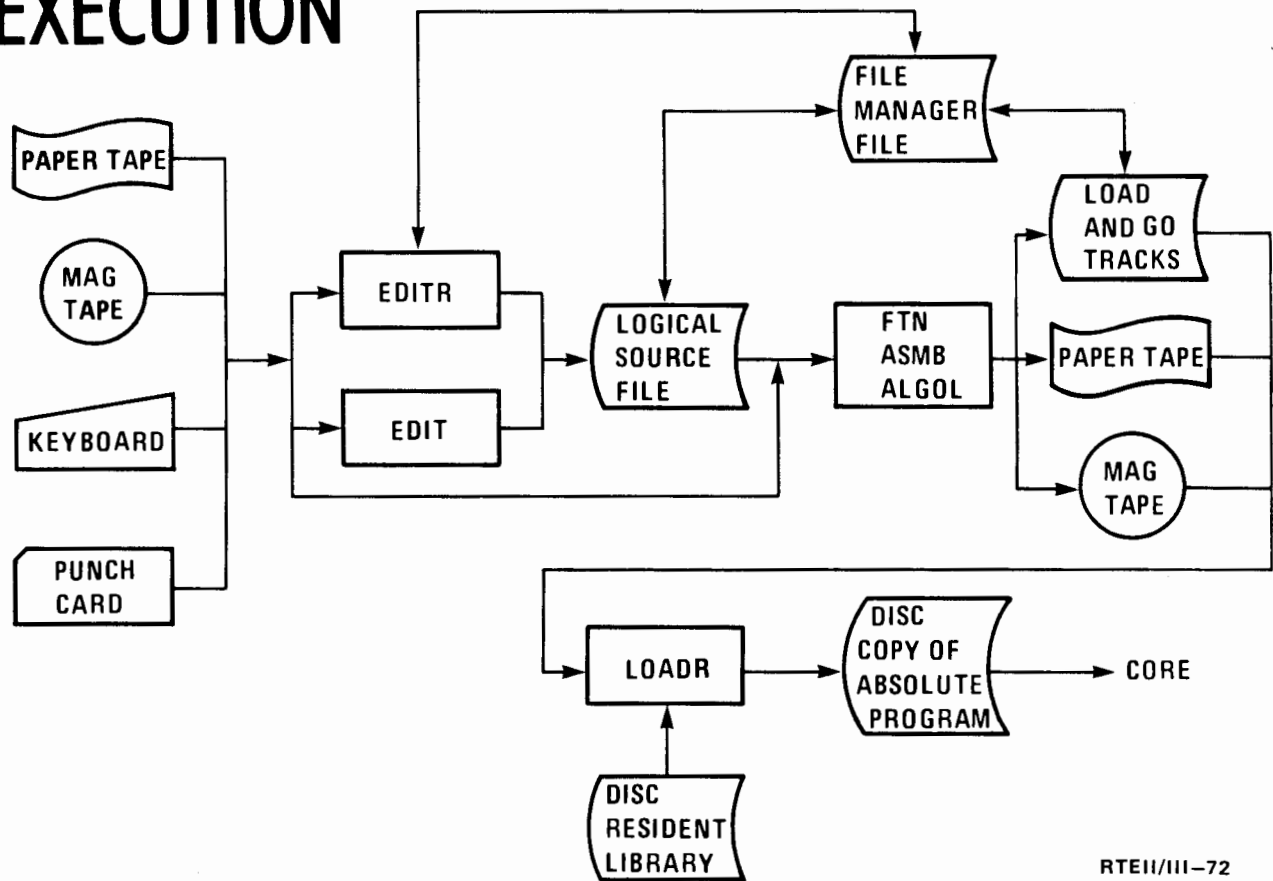 EXECUTION
FILE
MANAGER
FILE
PAPER TAPE
LOAD
AND GO
TRACKS
MAG
TAPE
EDITR
LOGICAL
SOURCE
FILE
FTN
ASMB
ALGOL
PAPER TAPE
EDIT
KEYBOARD
MAG
TAPE
PUNCH
CARD
LOADR
DISC
COPY OF
ABSOLUTE
PROGRAM
CORE
DISC
RESIDENT
LIBRARY
RTEII/III-72